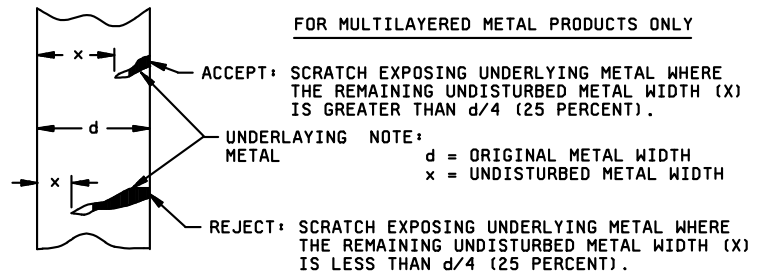 FOR MULTILAYERED METAL PRODUCTS ONLY
x
ACCEPT: SCRATCH EXPOSING UNDERLYING METAL WHERE
THE REMAINING UNDISTURBED METAL WIDTH (X)
IS GREATER THAN d/4 (25 PERCENT).
d
UNDERLAYING
METAL
NOTE:
d = ORIGINAL METAL WIDTH
x = UNDISTURBED METAL WIDTH
x
REJECT: SCRATCH EXPOSING UNDERLYING METAL WHERE
THE REMAINING UNDISTURBED METAL WIDTH (X)
IS LESS THAN d/4 (25 PERCENT).